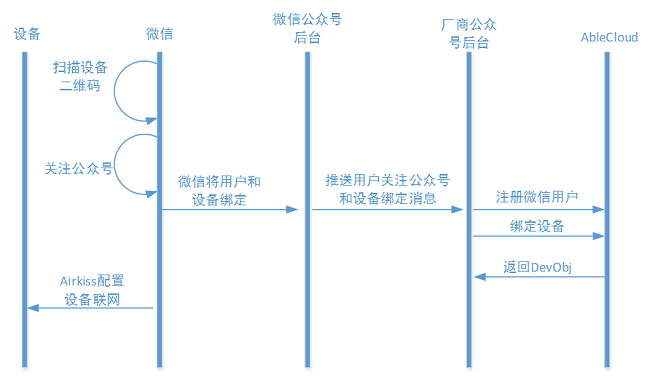 设备
微信
微信公众号
后台
厂商公众
号后台
AbleCloud
扫描设备
二维码
关注公众号
微信将用户和
设备绑定
推送用户关注公众号
和设备绑定消息
注册微信用户
绑定设备
返回DevObj
Airkiss配置
设备联网